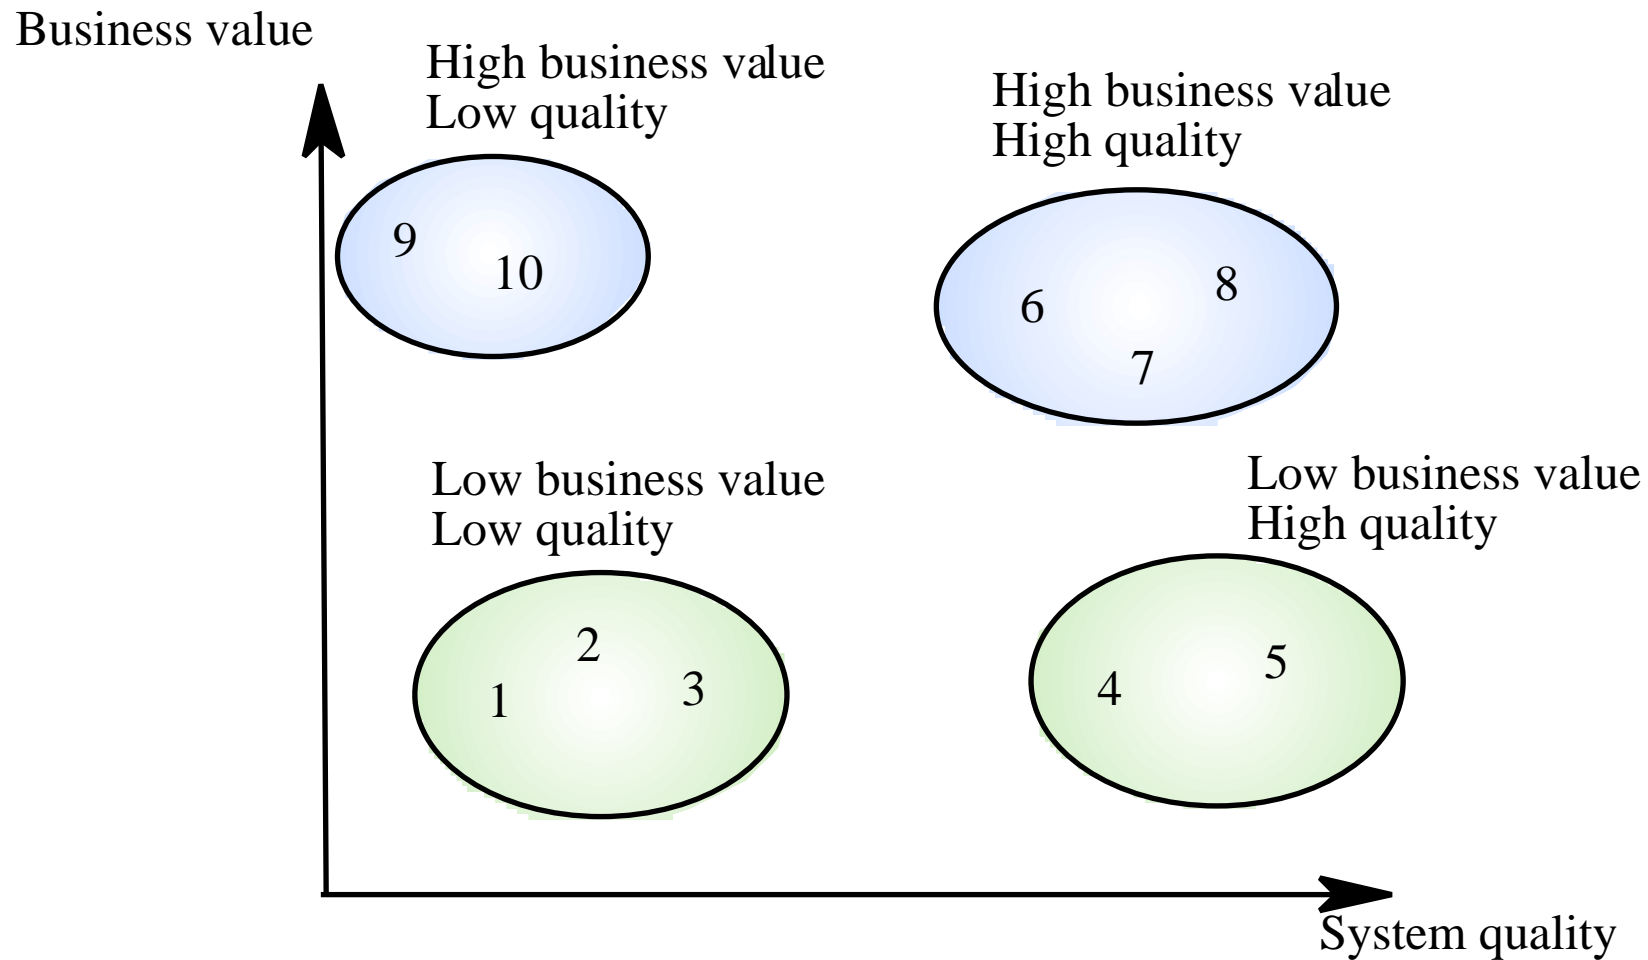 Business value
High business value
Low quality
High business value
High quality
9
10
6
8
7
Low business value
Low quality
Low business value
High quality
2
1
3
4
5
System quality